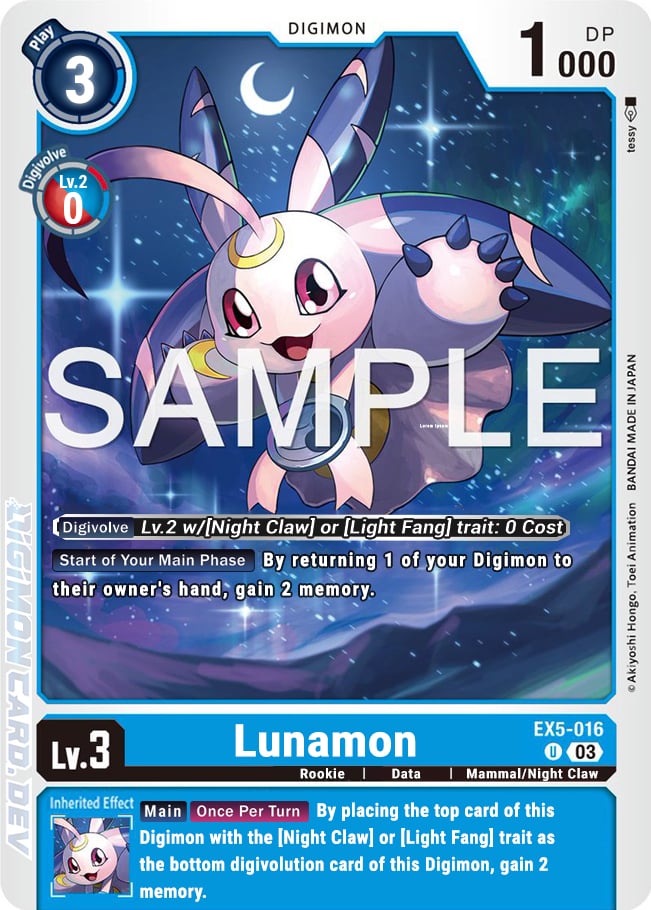 DIGIMON
Play
3
1000
DP
Digivolve
Lv.2
0
tessy
SAMPLE
Lorem Ipsum
BANDAI MADE IN JAPAN
© Akiyoshi Hongo, Toei Animation
DIGIMONCARD.DEV
Digivolve Lv.2 w/[Night Claw] or [Light Fang] trait: 0 Cost
Start of Your Main Phase By returning 1 of your Digimon to
their owner's hand, gain 2 memory.
Lv.3
Lunamon
EX5-016
U 03
Rookie | Data | Mammal/Night Claw
Inherited Effect
Main Once Per Turn By placing the top card of this
Digimon with the [Night Claw] or [Light Fang] trait as
the bottom digivolution card of this Digimon, gain 2
memory.